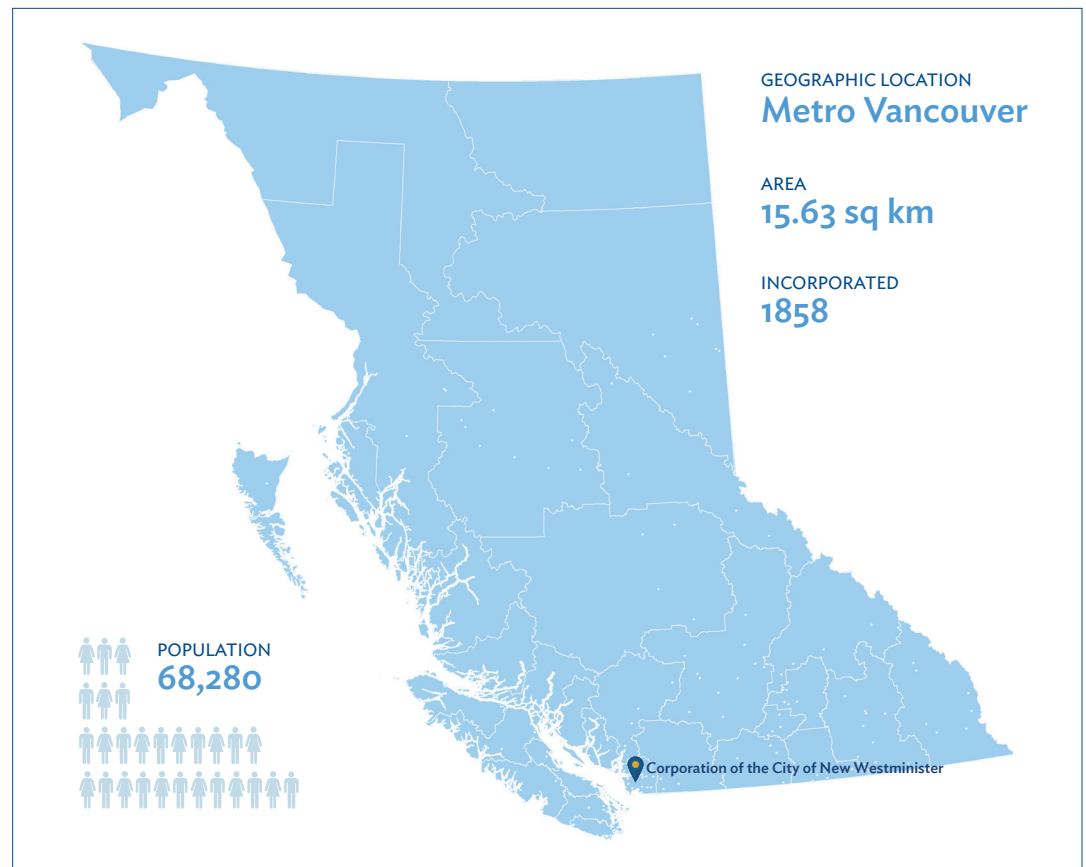 GEOGRAPHIC LOCATION
Metro Vancouver
AREA
15.63 sq km
INCORPORATED
1858
POPULATION
68,280
Corporation of the City of New Westminister